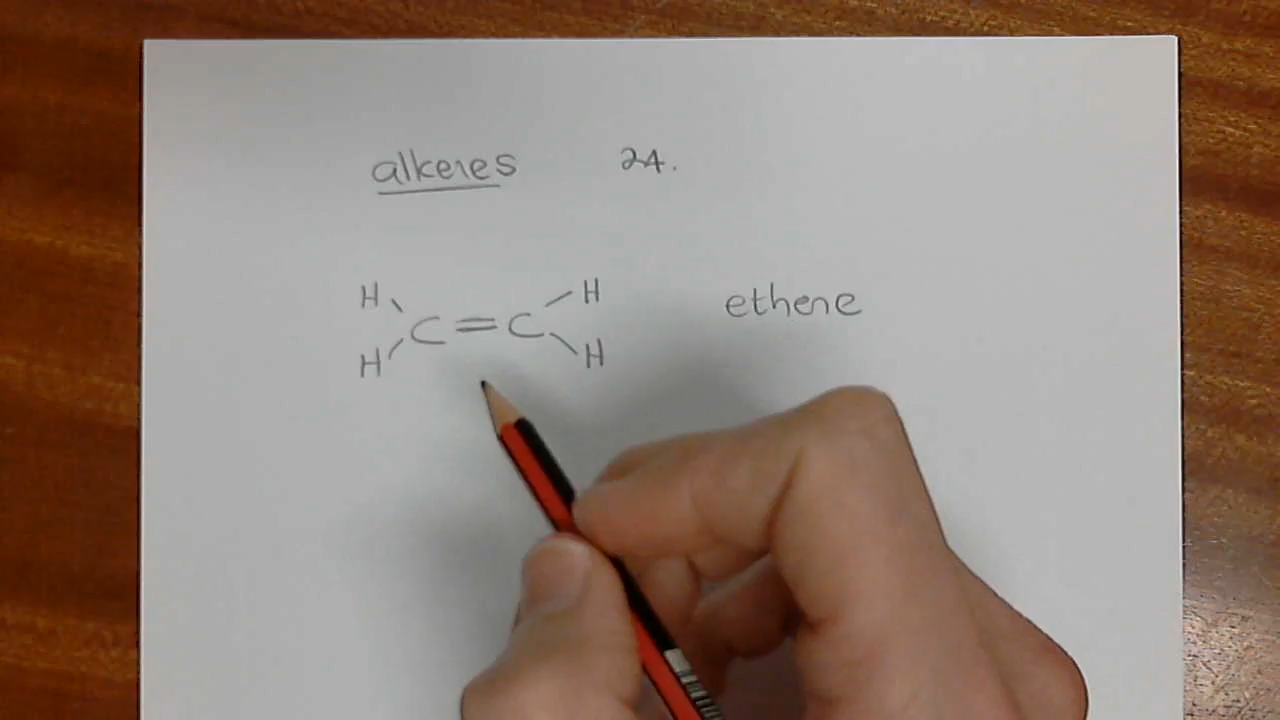 alkenes 24.
H H
C = C ethene
H H